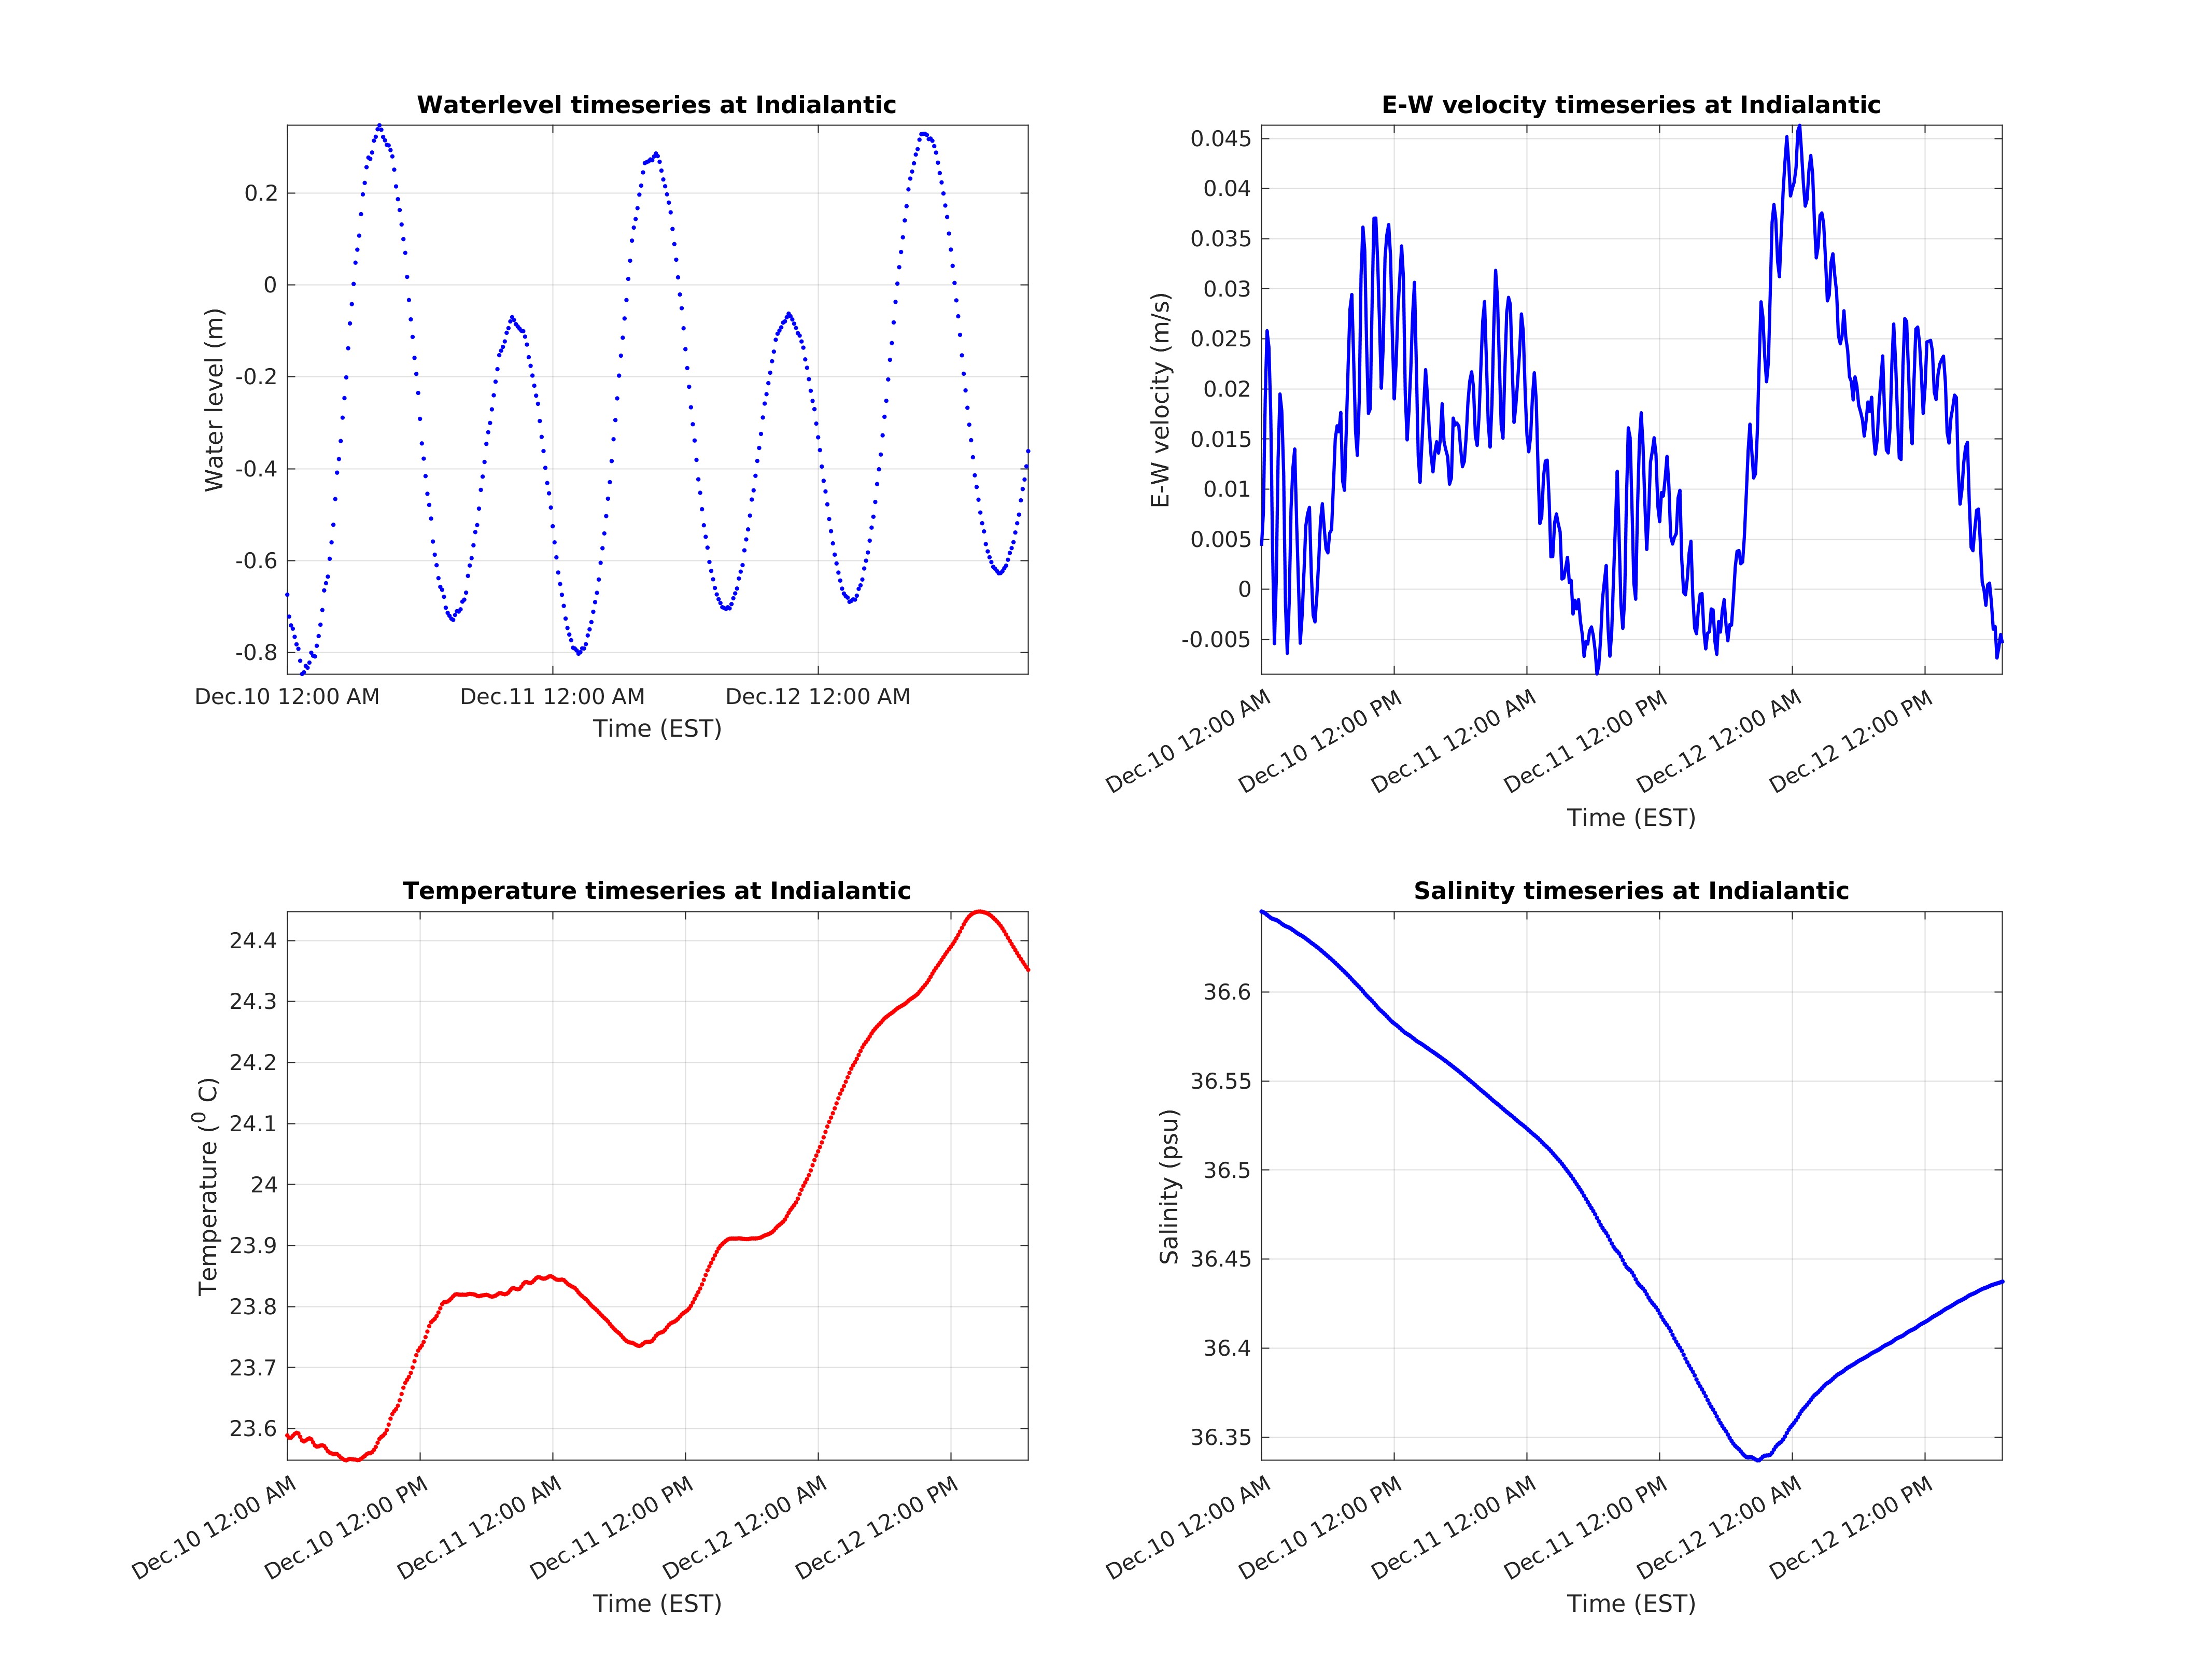 Waterlevel timeseries at Indialantic
0.2
0
-0.2
-0.4
-0.6
-0.8
Water level (m)
Dec.10 12:00 AM
Dec.11 12:00 AM
Dec.12 12:00 AM
Time (EST)
E-W velocity timeseries at Indialantic
0.045
0.04
0.035
0.03
0.025
0.02
0.015
0.01
0.005
0
-0.005
E-W velocity (m/s)
Dec.10 12:00 AM
Dec.10 12:00 PM
Dec.11 12:00 AM
Dec.11 12:00 PM
Dec.12 12:00 AM
Dec.12 12:00 PM
Time (EST)
Temperature timeseries at Indialantic
24.4
24.3
24.2
24.1
24
23.9
23.8
23.7
23.6
Temperature (⁰ C)
Dec.10 12:00 AM
Dec.10 12:00 PM
Dec.11 12:00 AM
Dec.11 12:00 PM
Dec.12 12:00 AM
Dec.12 12:00 PM
Time (EST)
Salinity timeseries at Indialantic
36.6
36.55
36.5
36.45
36.4
36.35
Salinity (psu)
Dec.10 12:00 AM
Dec.10 12:00 PM
Dec.11 12:00 AM
Dec.11 12:00 PM
Dec.12 12:00 AM
Dec.12 12:00 PM
Time (EST)